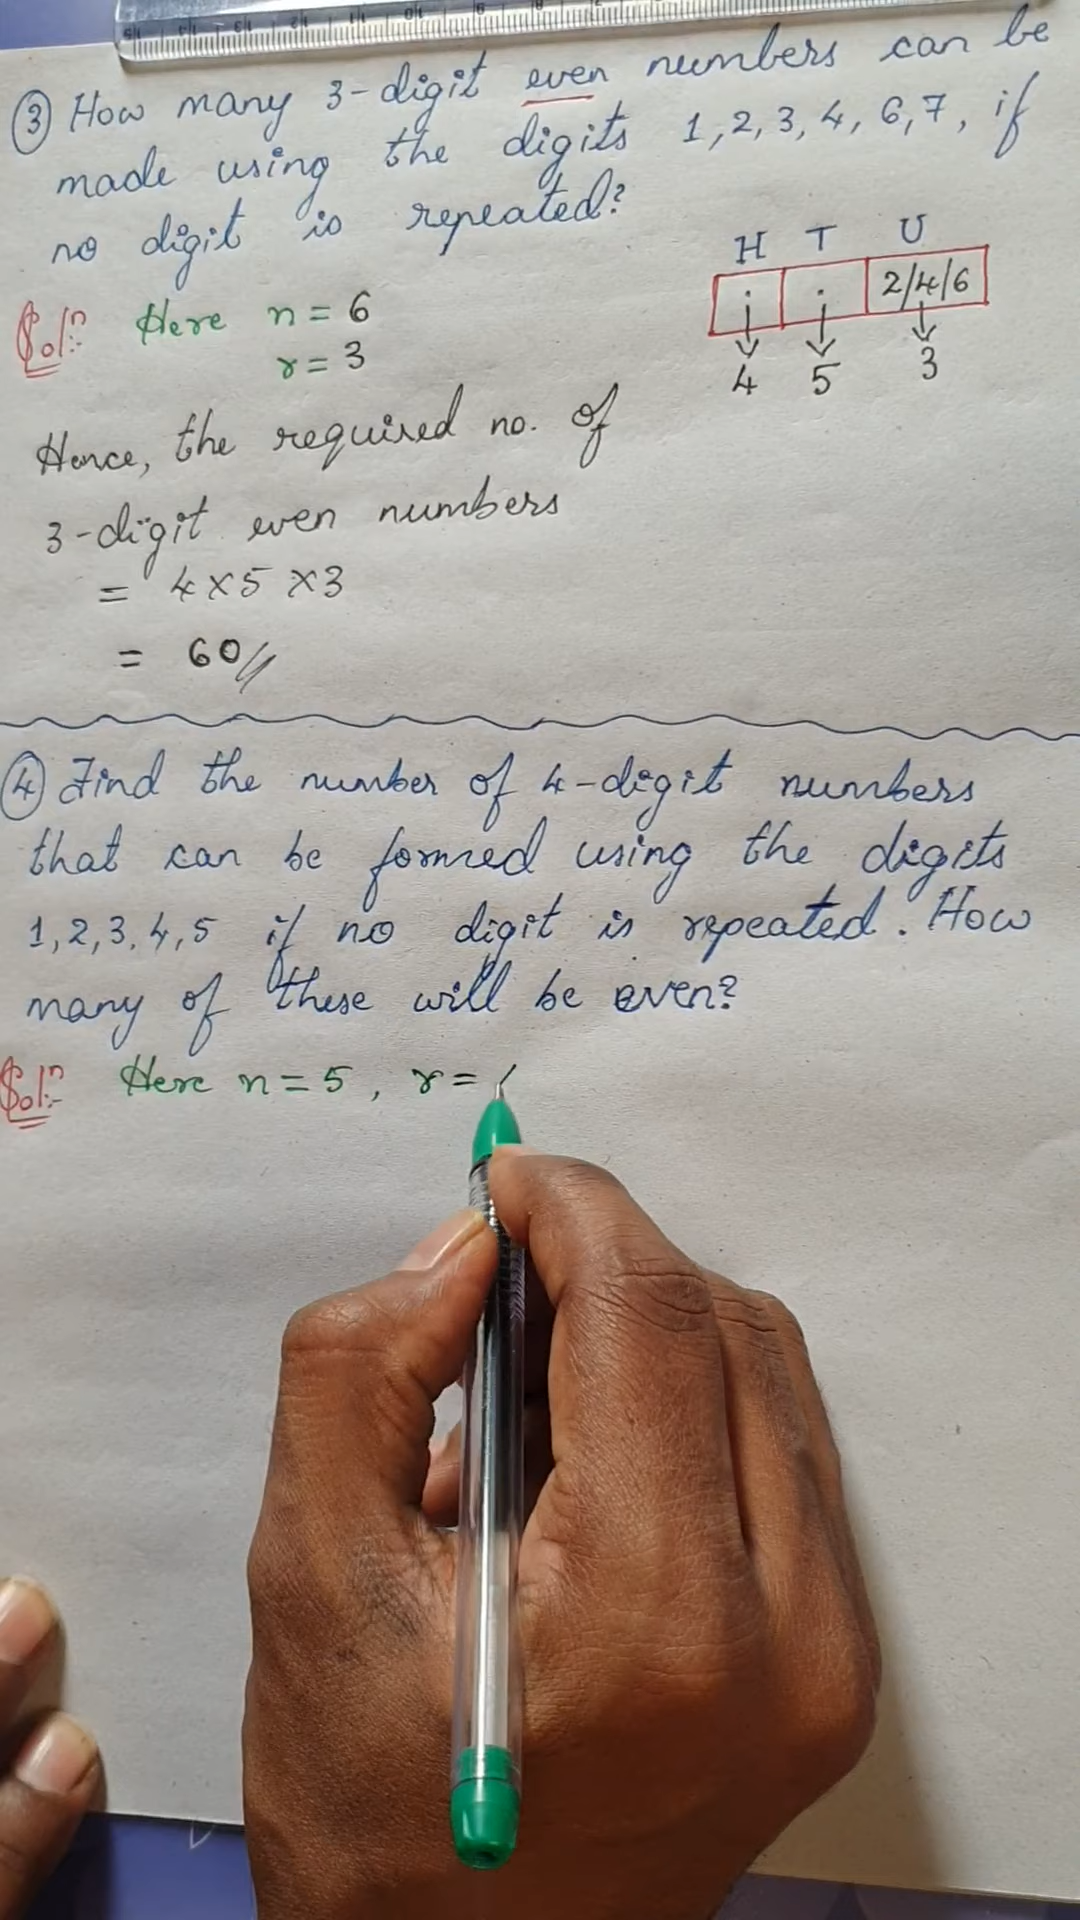 ③ How many 3-digit even numbers can be
made using the digits 1, 2, 3, 4, 6, 7, if
no digit is repeated?
H T U
2/4/6
4 5 3
Sol:n Here n = 6
r = 3
Hence, the required no. of
3-digit even numbers
= 4 × 5 × 3
= 60//
④ Find the number of 4-digit numbers
that can be formed using the digits
1, 2, 3, 4, 5 if no digit is repeated. How
many of these will be even?
Sol:n Here n = 5, r =